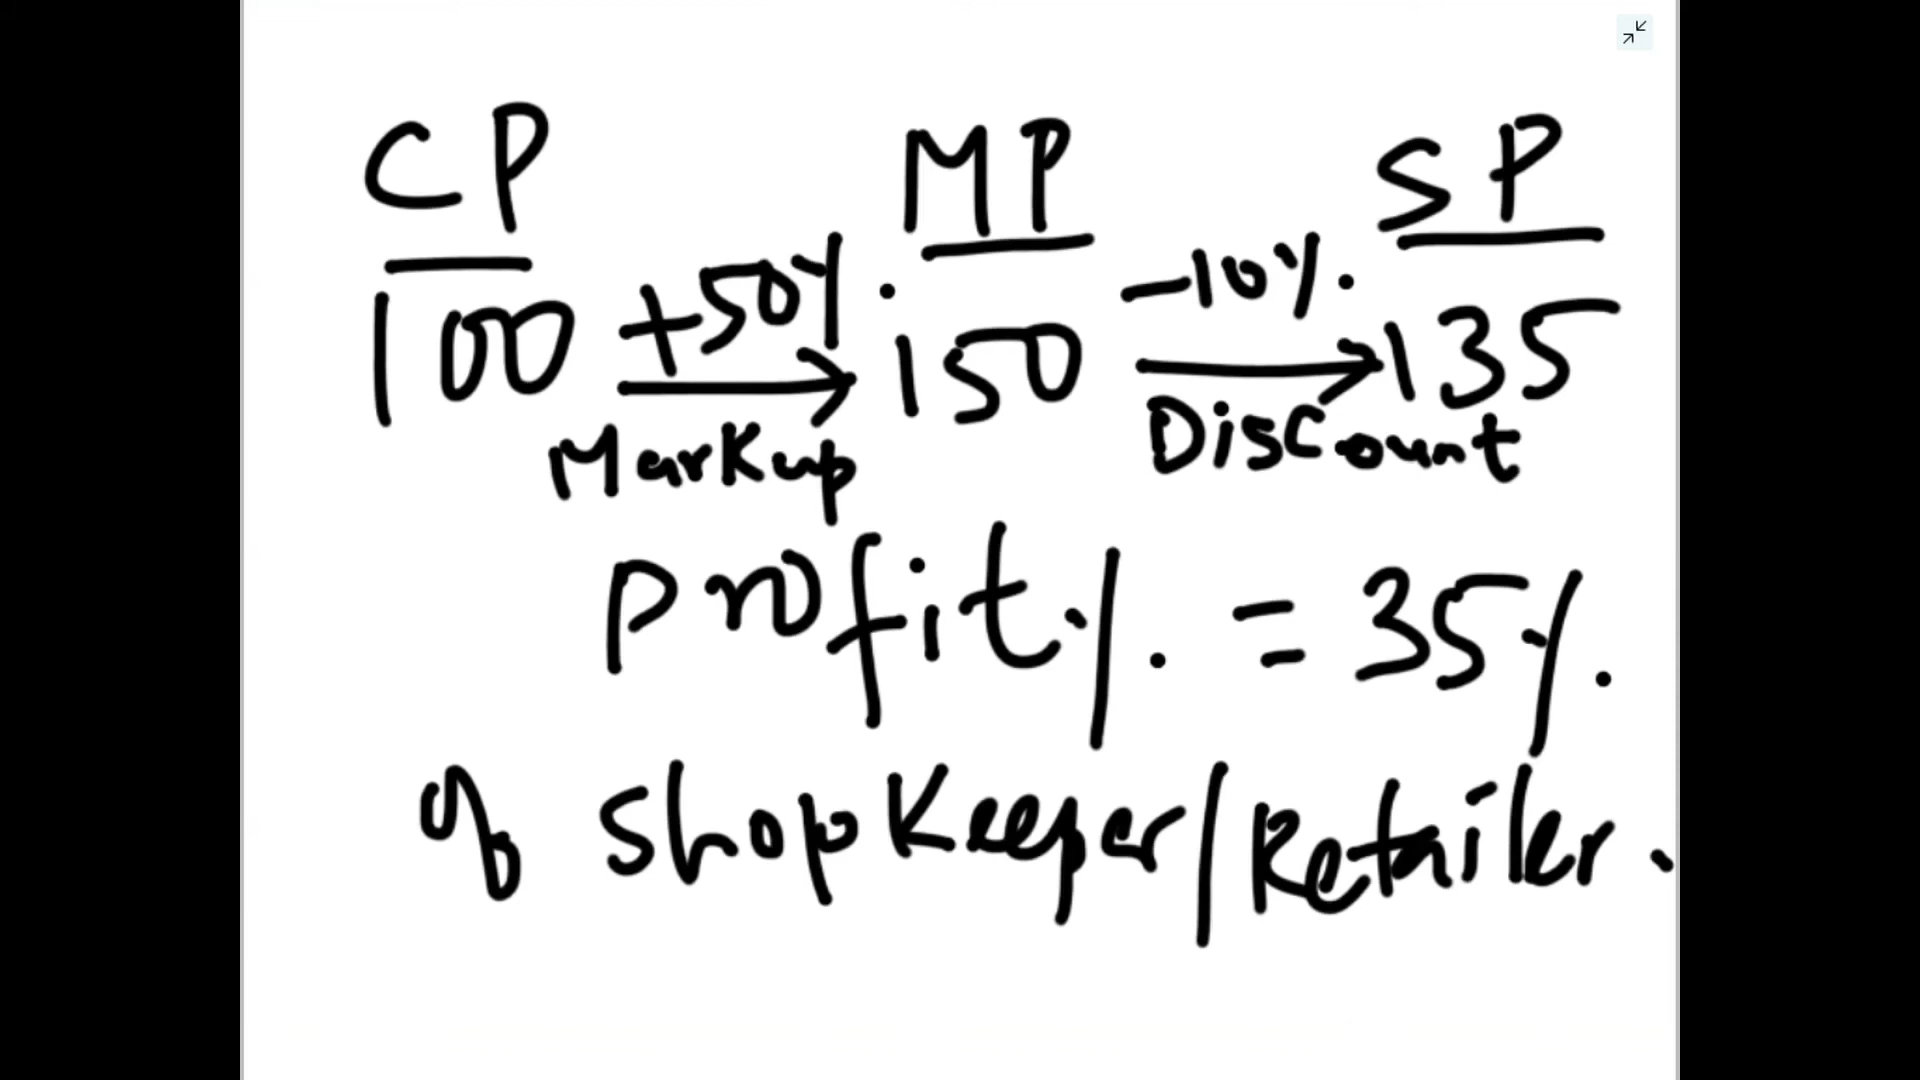 CP MP SP
100 +50%. 150 -10%. 135
Markup Discount
Profit%. = 35%.
of Shopkeeper/Retailer.